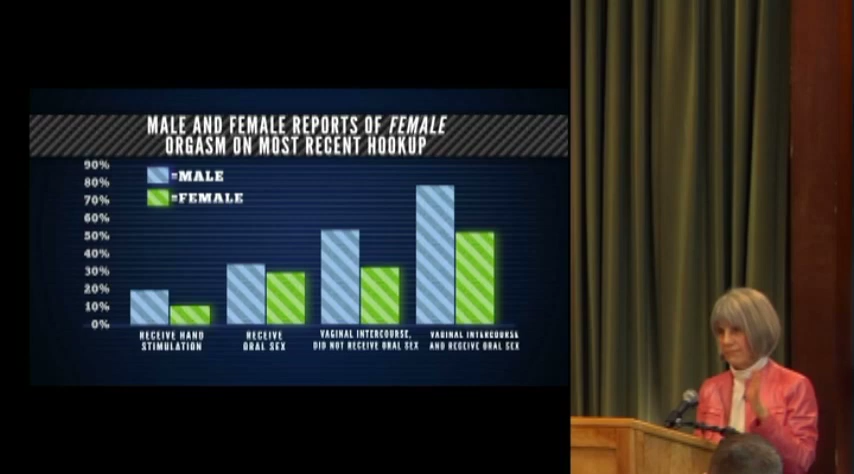 MALE AND FEMALE REPORTS OF FEMALE
ORGASM ON MOST RECENT HOOKUP
90%
80%
70%
60%
50%
40%
30%
20%
10%
0%
=MALE
=FEMALE
RECEIVE HAND
STIMULATION
RECEIVE
ORAL SEX
VAGINAL INTERCOURSE,
DID NOT RECEIVE ORAL SEX
VAGINAL INTERCOURSE
AND RECEIVE ORAL SEX